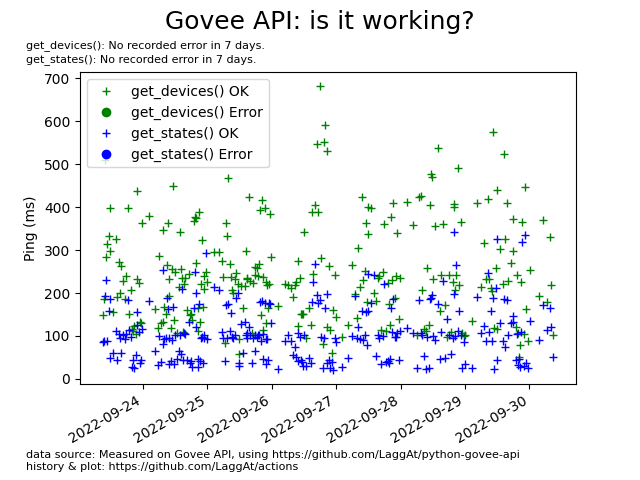 Govee API: is it working?
get_devices(): No recorded error in 7 days.
get_states(): No recorded error in 7 days.
get_devices() OK
get_devices() Error
get_states() OK
get_states() Error
Ping (ms)
700
600
500
400
300
200
100
0
2022-09-24
2022-09-25
2022-09-26
2022-09-27
2022-09-28
2022-09-29
2022-09-30
data source: Measured on Govee API, using https://github.com/LaggAt/python-govee-api
history & plot: https://github.com/LaggAt/actions